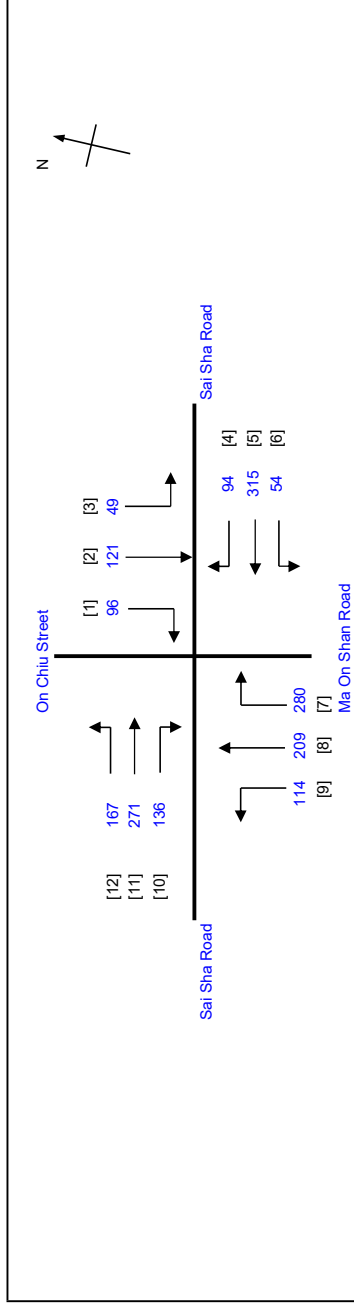 N
On Chiu Street
[1] [2] [3]
96 121 49
[12] 167
[11] 271
[10] 136
Sai Sha Road
Sai Sha Road
94 [4]
315 [5]
54 [6]
114 209 280
[9] [8] [7]
Ma On Shan Road